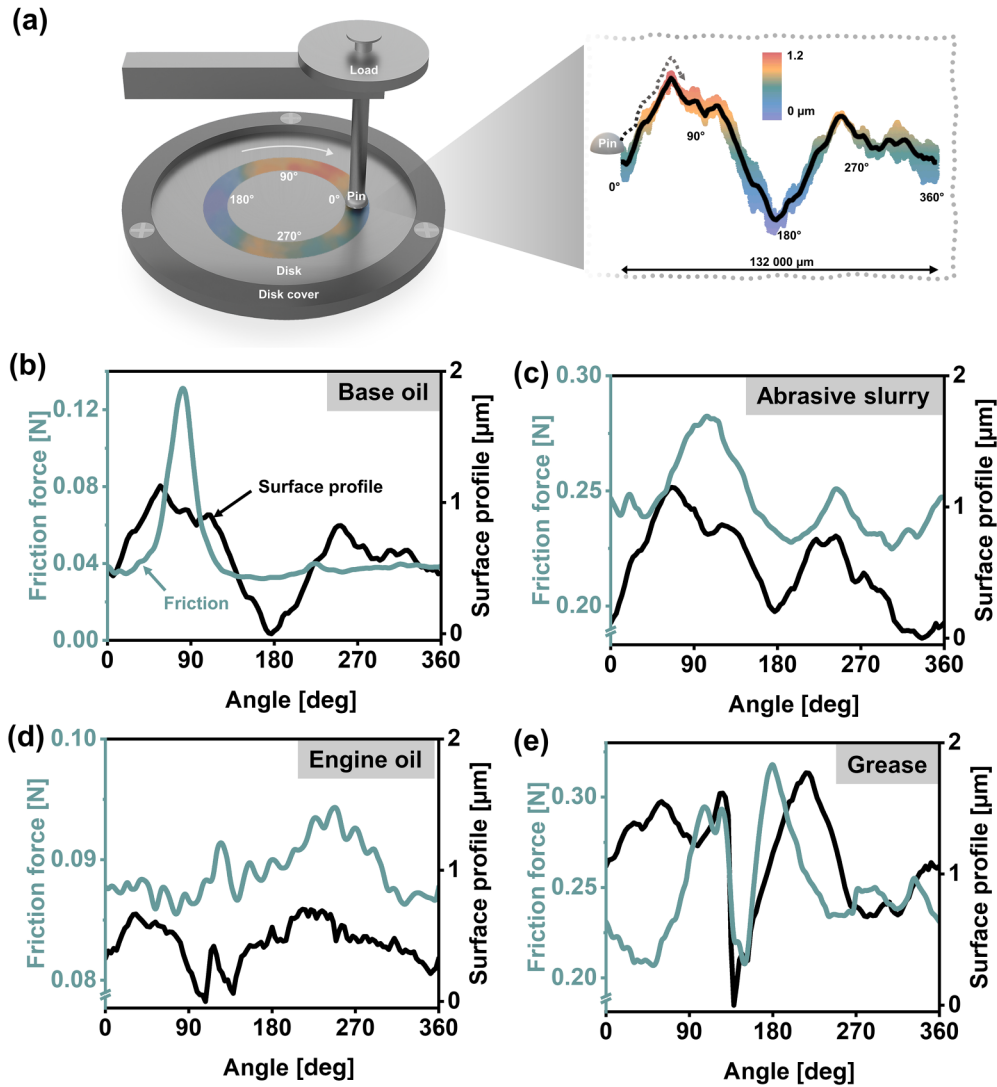 (a)
Load
90°
180°
0°
Pin
270°
Disk
Disk cover
1.2
0 µm
Pin
0°
90°
180°
270°
360°
132 000 µm
(b)
Base oil
Friction force [N]
0.12
0.08
0.04
0.00
Surface profile
Friction
2
1
0
Surface profile [µm]
0 90 180 270 360
Angle [deg]
(c)
Abrasive slurry
Friction force [N]
0.30
0.25
0.20
2
1
0
Surface profile [µm]
0 90 180 270 360
Angle [deg]
(d)
Engine oil
Friction force [N]
0.10
0.09
0.08
2
1
0
Surface profile [µm]
0 90 180 270 360
Angle [deg]
(e)
Grease
Friction force [N]
0.30
0.25
0.20
2
1
0
Surface profile [µm]
0 90 180 270 360
Angle [deg]